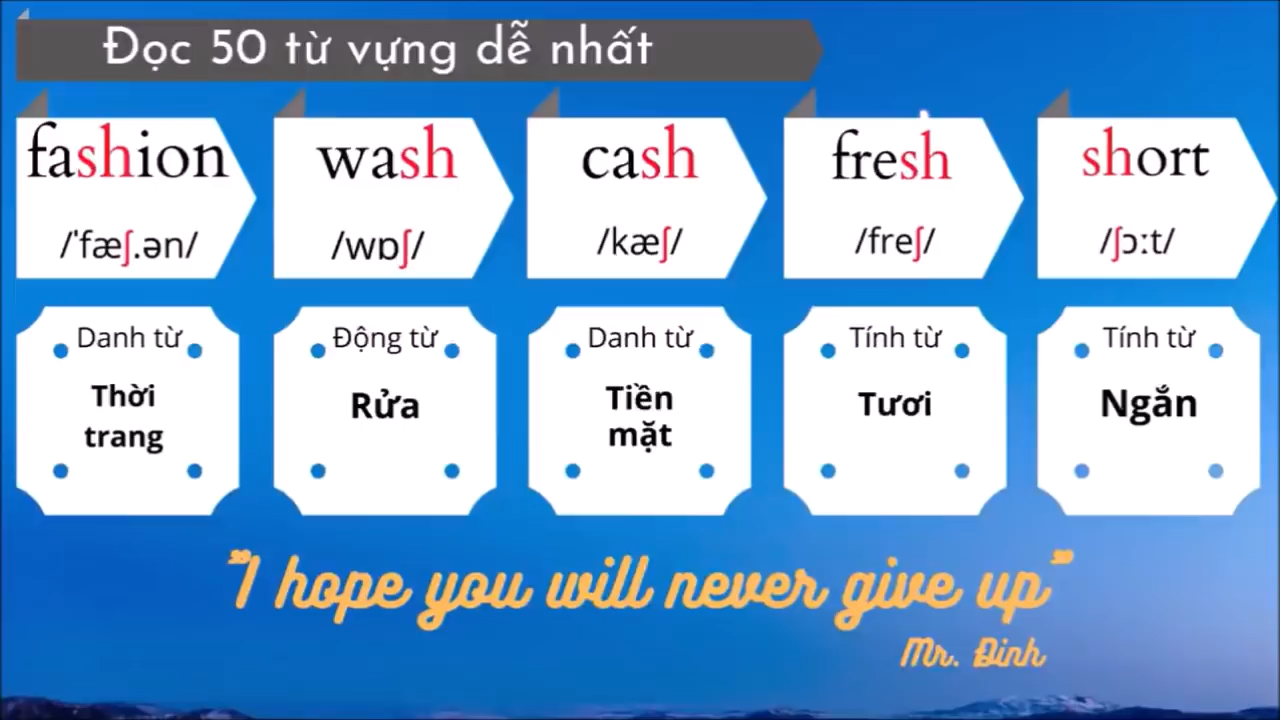 Đọc 50 từ vựng dễ nhất
fashion
wash
cash
fresh
short
/ˈfæʃ.ən/
/wɒʃ/
/kæʃ/
/freʃ/
/ʃɔːt/
Danh từ
Động từ
Danh từ
Tính từ
Tính từ
Thời
trang
Rửa
Tiền
mặt
Tươi
Ngắn
"I hope you will never give up"
Mr. Đinh